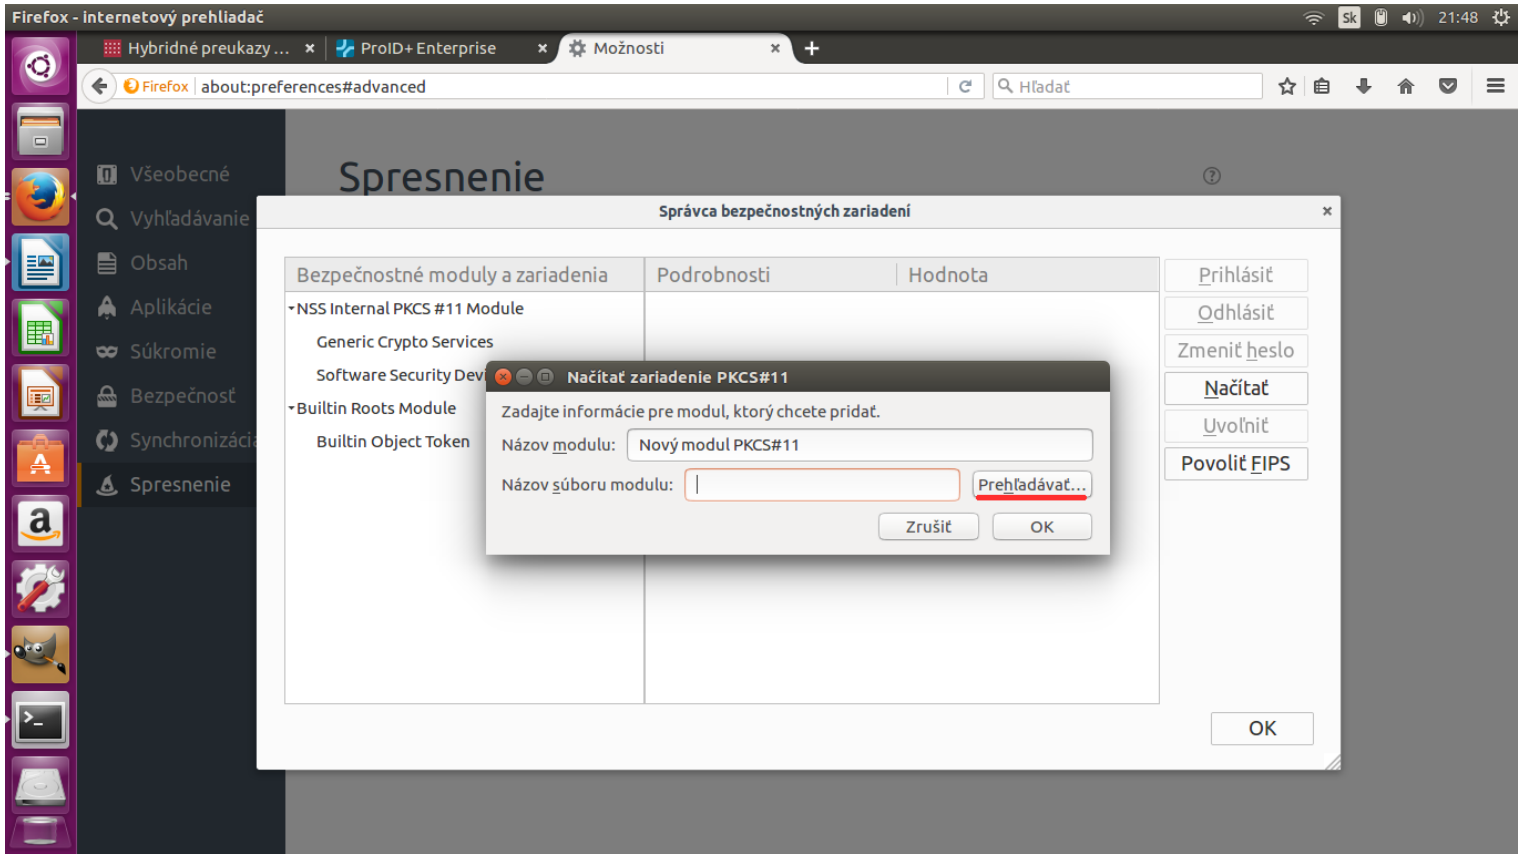 Firefox - internetový prehliadač
Sk
21:48
Hybridné preukazy ...
ProID+ Enterprise
Možnosti
Firefox
about:preferences#advanced
Hľadať
Všeobecné
Vyhľadávanie
Obsah
Aplikácie
Súkromie
Bezpečnosť
Synchronizácia
Spresnenie
Spresnenie
?
Správca bezpečnostných zariadení
Bezpečnostné moduly a zariadenia
Podrobnosti
Hodnota
NSS Internal PKCS #11 Module
Generic Crypto Services
Software Security Devi
Builtin Roots Module
Builtin Object Token
Prihlásiť
Odhlásiť
Zmeniť heslo
Načítať
Uvoľniť
Povoliť FIPS
OK
Načítať zariadenie PKCS#11
Zadajte informácie pre modul, ktorý chcete pridať.
Názov modulu:
Nový modul PKCS#11
Názov súboru modulu:
Prehľadávať...
Zrušiť
OK